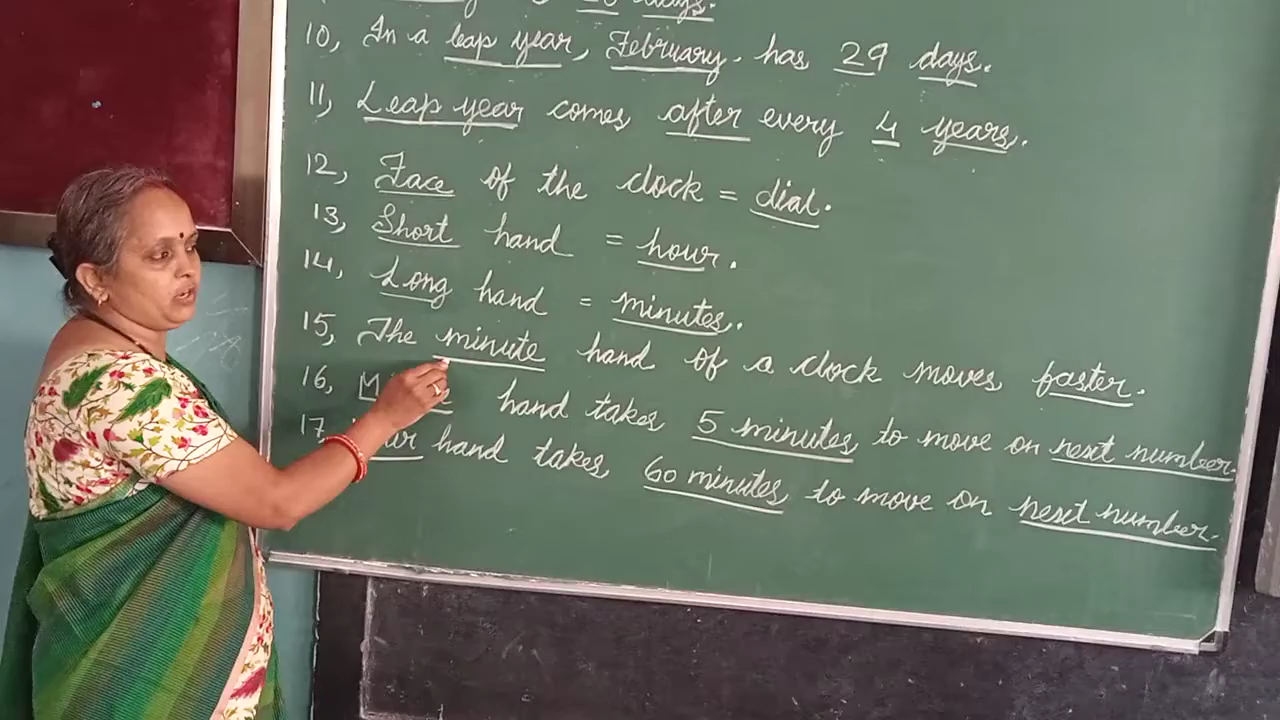 days.
10, In a leap year, February. has 29 days.
11, Leap year comes after every 4 years.
12, Face of the clock = dial.
13, Short hand = hour.
14, Long hand = minutes.
15, The minute hand of a clock moves faster.
16, hand takes 5 minutes to move on next number.
17, hand takes 60 minutes to move on next number.